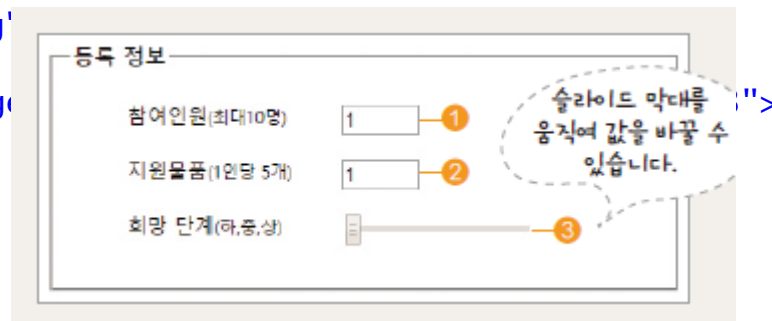 g"
등록 정보
참여인원(최대10명) 1 1
슬라이드 막대를
움직여 값을 바꿀 수
있습니다.
g 3">
지원물품(1인당 5개) 1 2
희망 단계(하,중,상) 3